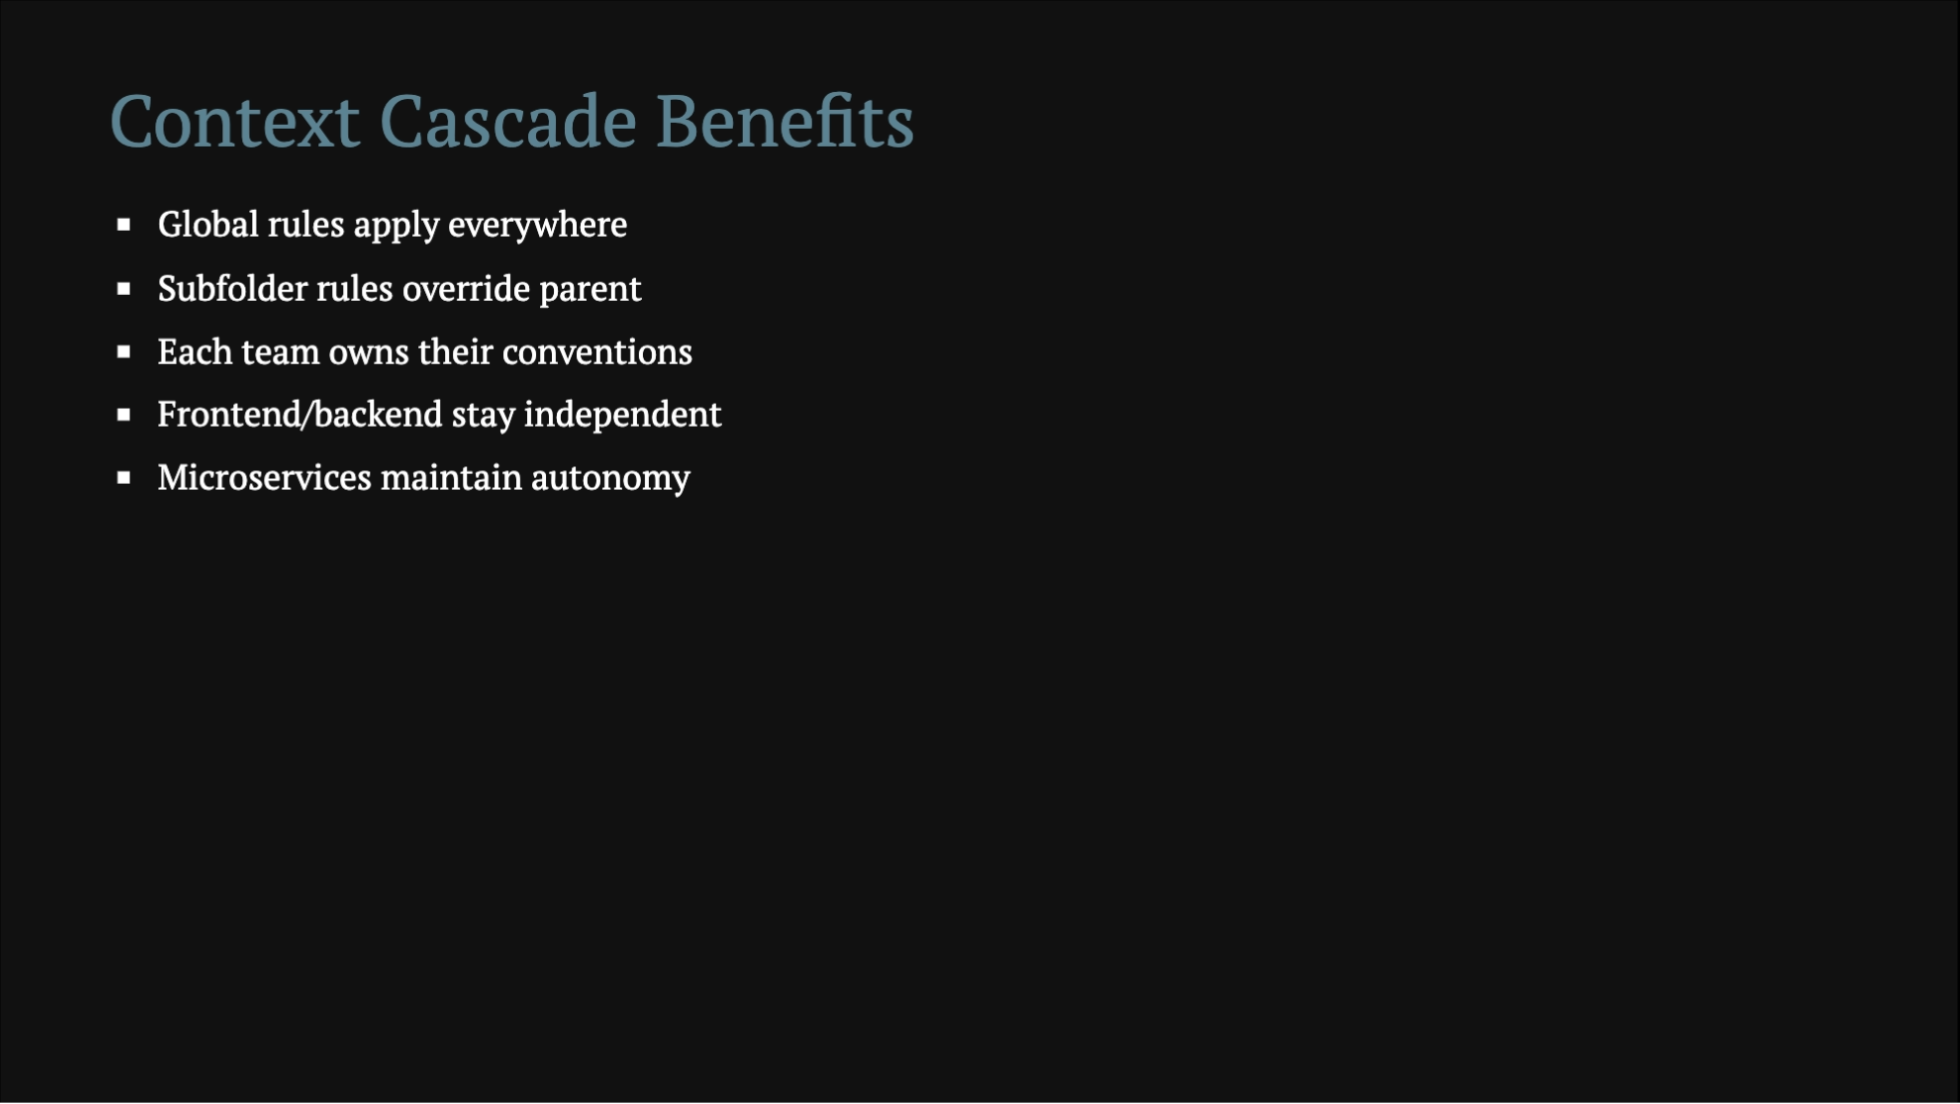 Context Cascade Benefits
▪ Global rules apply everywhere
▪ Subfolder rules override parent
▪ Each team owns their conventions
▪ Frontend/backend stay independent
▪ Microservices maintain autonomy